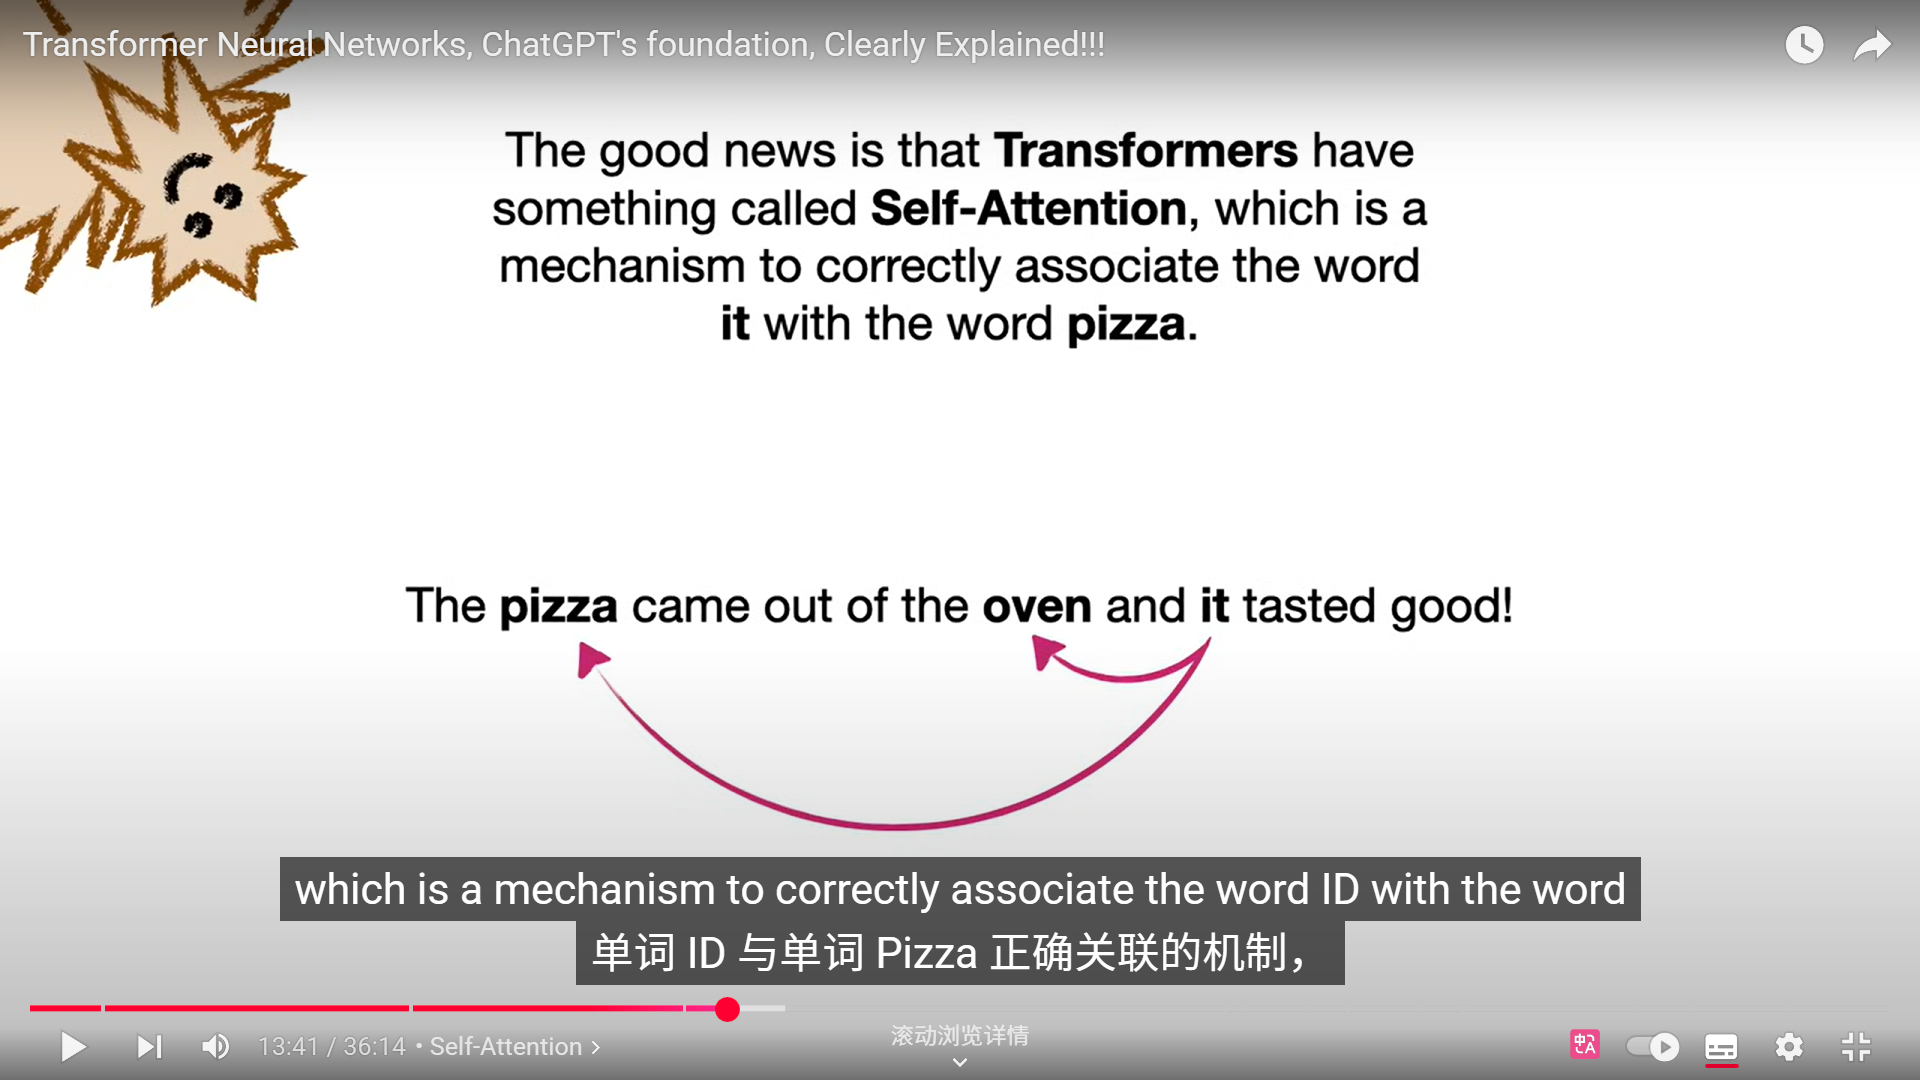 Transformer Neural Networks, ChatGPT's foundation, Clearly Explained!!!
The good news is that Transformers have
something called Self-Attention, which is a
mechanism to correctly associate the word
it with the word pizza.
The pizza came out of the oven and it tasted good!
which is a mechanism to correctly associate the word ID with the word
单词 ID 与单词 Pizza 正确关联的机制，
13:41 / 36:14 • Self-Attention >
滚动浏览详情
中 A